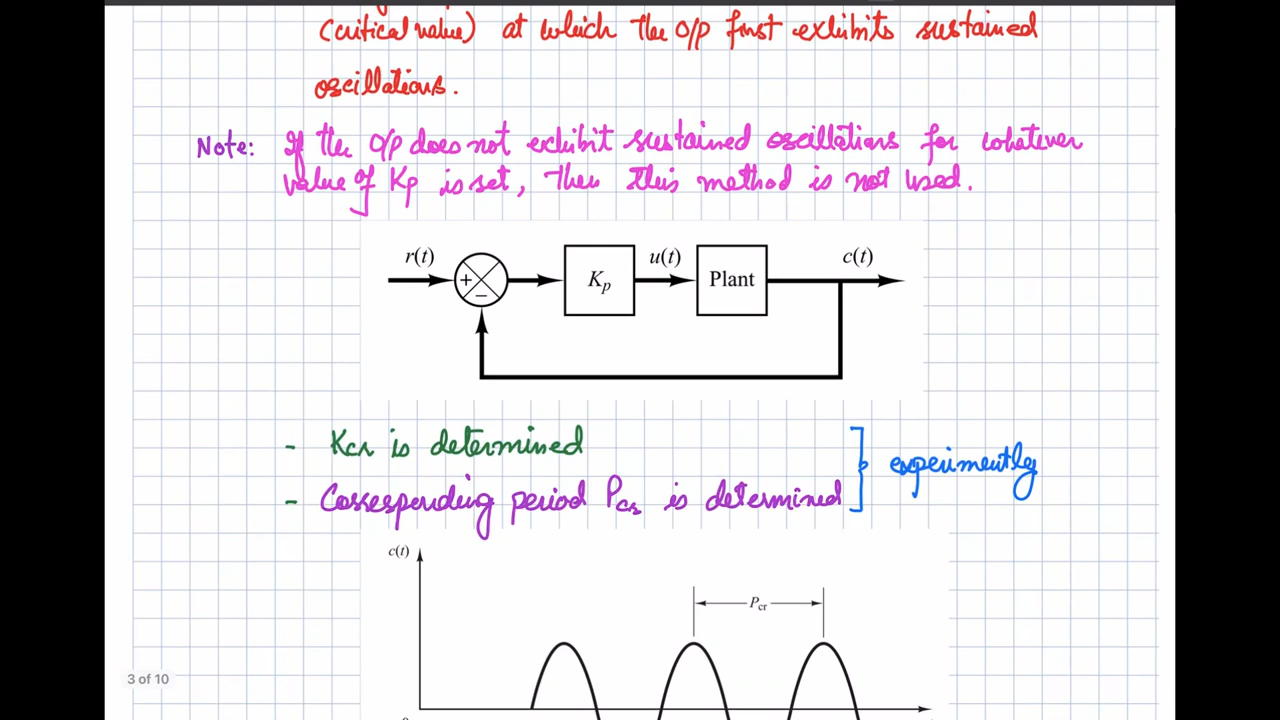 (critical value) at which the o/p first exhibits sustained
oscillations.
Note: If the o/p does not exhibit sustained oscillations for whatever
value of Kp is set, then this method is not used.
r(t)
+
−
Kp
u(t)
Plant
c(t)
- Kcr is determined
- Corresponding period Pcr is determined
experimently
c(t)
Pcr
0
3 of 10